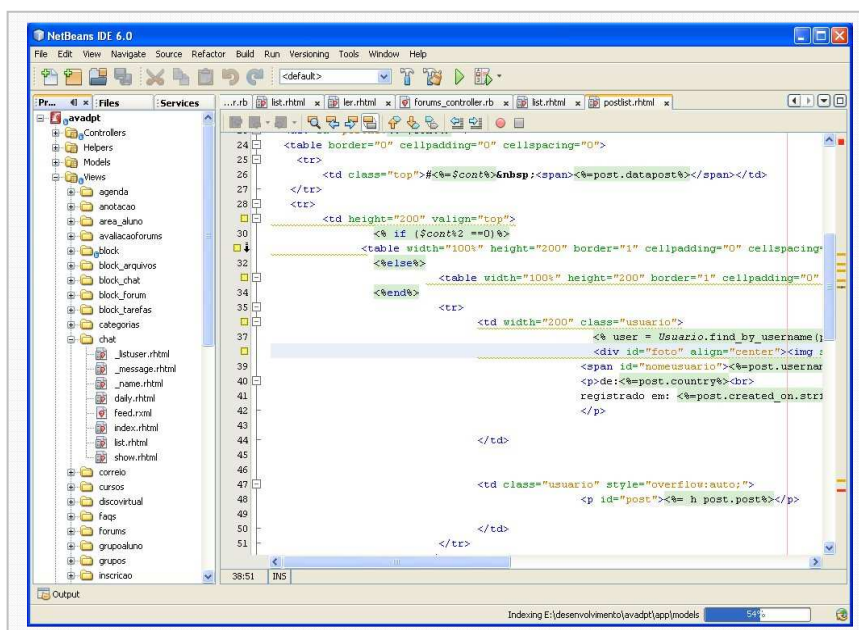 NetBeans IDE 6.0
File Edit View Navigate Source Refactor Build Run Versioning Tools Window Help
<default>
Pr... Files Services
...r.rb list.rhtml ler.rhtml forums_controller.rb list.rhtml postlist.rhtml
avadpt
Controllers
Helpers
Models
Views
agenda
anotacao
area_aluno
avaliacaoforums
block
block_arquivos
block_chat
block_forum
block_tarefas
categorias
chat
_listuser.rhtml
_message.rhtml
_name.rhtml
daily.rhtml
feed.rxml
index.rhtml
list.rhtml
show.rhtml
correio
cursos
discovirtual
faqs
forums
grupoaluno
grupos
inscricao
24 <table border="0" cellpadding="0" cellspacing="0">
25 <tr>
26 <td class="top">#<%=$cont%>&nbsp;<span><%=post.datapost%></span></td>
27 </tr>
28 <tr>
<td height="200" valign="top">
30 <% if ($cont%2 ==0)%>
<table width="100%" height="200" border="1" cellpadding="0" cellspacing
32 <%else%>
<table width="100%" height="200" border="1" cellpadding="0"
34 <%end%>
35 <tr>
<td width="200" class="usuario">
37 <% user = Usuario.find_by_username(
<div id="foto" align="center"><img
39 <span id="nomeusuario"><%=post.usernam
40 <p>de:<%=post.country%><br>
41 registrado em: <%=post.created_on.stri
42 </p>
43
44 </td>
45
46
47 <td class="usuario" style="overflow:auto;">
48 <p id="post"><%= h post.post%></p>
49
50 </td>
51 </tr>
38:51 INS
Output
Indexing E:\desenvolvimento\avadpt\app\models 54%